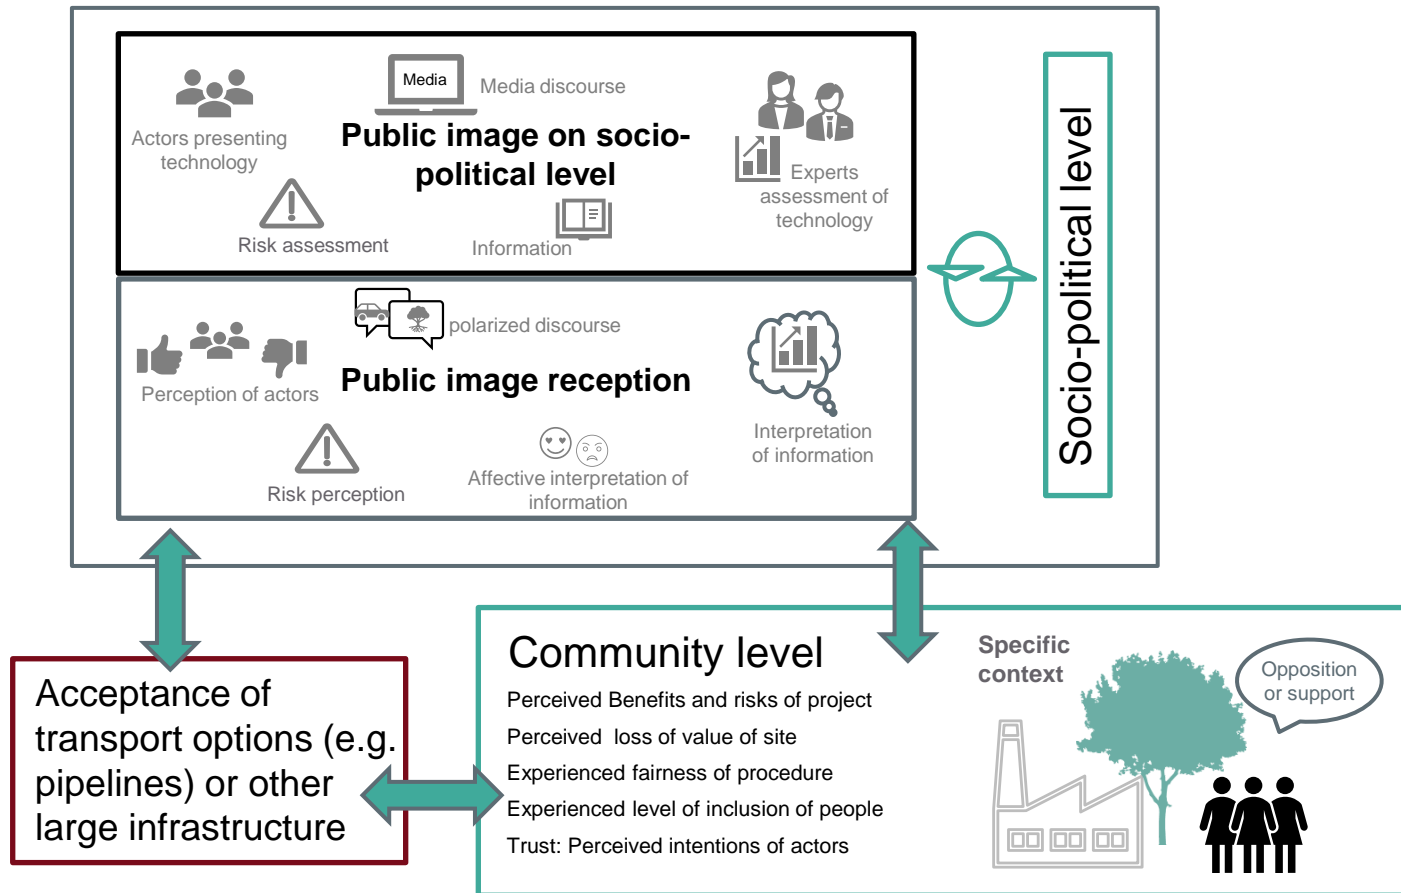 Media
Media discourse
Actors presenting
technology
Public image on socio-
political level
Experts
assessment of
technology
Risk assessment
Information
Socio-political level
polarized discourse
Perception of actors
Public image reception
Interpretation
of information
Risk perception
Affective interpretation of
information
Acceptance of
transport options (e.g.
pipelines) or other
large infrastructure
Community level
Perceived Benefits and risks of project
Perceived loss of value of site
Experienced fairness of procedure
Experienced level of inclusion of people
Trust: Perceived intentions of actors
Specific
context
Opposition
or support